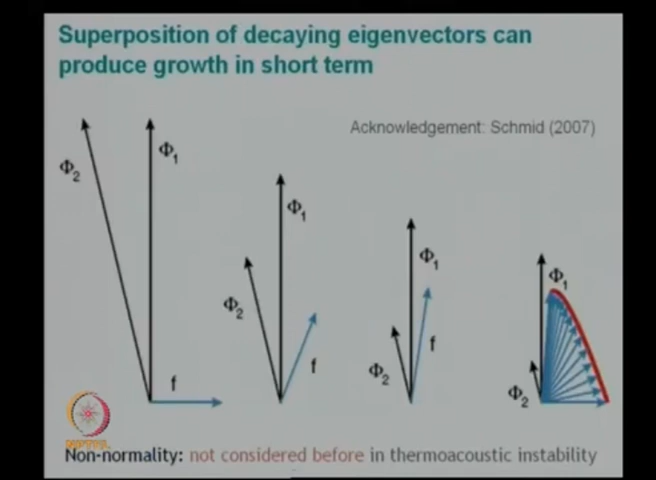 Superposition of decaying eigenvectors can
produce growth in short term
Acknowledgement: Schmid (2007)
Φ2
Φ1
f
Φ1
Φ2
f
Φ1
Φ2
f
Φ1
Φ2
NPTEL
Non-normality: not considered before in thermoacoustic instability